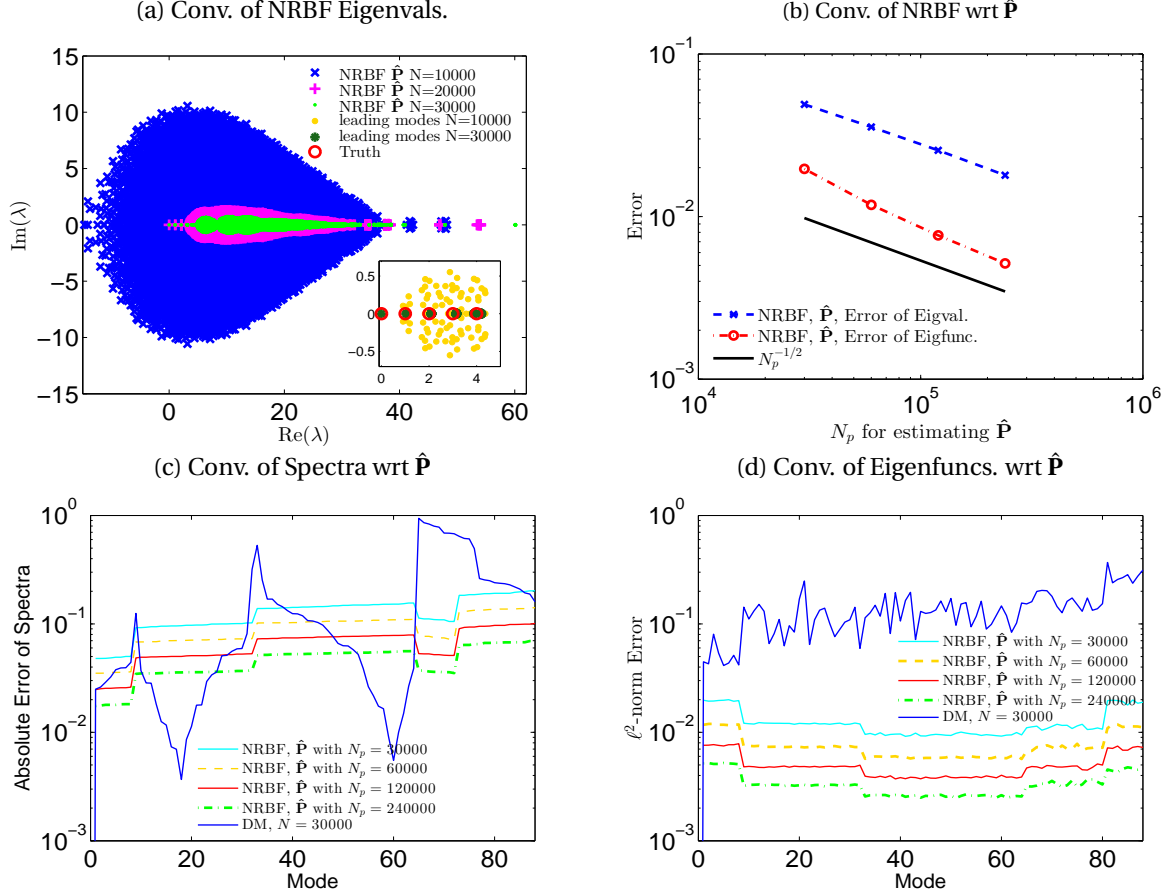 (a) Conv. of NRBF Eigenvals.
15
10
5
0
−5
−10
−15
Im(λ)
0
20
40
60
Re(λ)
NRBF P̂ N=10000
NRBF P̂ N=20000
NRBF P̂ N=30000
leading modes N=10000
leading modes N=30000
Truth
0.5
0
−0.5
0
2
4
(b) Conv. of NRBF wrt P̂
10^-1
10^-2
10^-3
Error
10^4
10^5
10^6
N_p for estimating P̂
NRBF, P̂, Error of Eigval.
NRBF, P̂, Error of Eigfunc.
N_p^{-1/2}
(c) Conv. of Spectra wrt P̂
10^0
10^-1
10^-2
10^-3
Absolute Error of Spectra
0
20
40
60
80
Mode
NRBF, P̂ with N_p = 30000
NRBF, P̂ with N_p = 60000
NRBF, P̂ with N_p = 120000
NRBF, P̂ with N_p = 240000
DM, N = 30000
(d) Conv. of Eigenfuncs. wrt P̂
10^0
10^-1
10^-2
10^-3
ℓ²-norm Error
0
20
40
60
80
Mode
NRBF, P̂ with N_p = 30000
NRBF, P̂ with N_p = 60000
NRBF, P̂ with N_p = 120000
NRBF, P̂ with N_p = 240000
DM, N = 30000